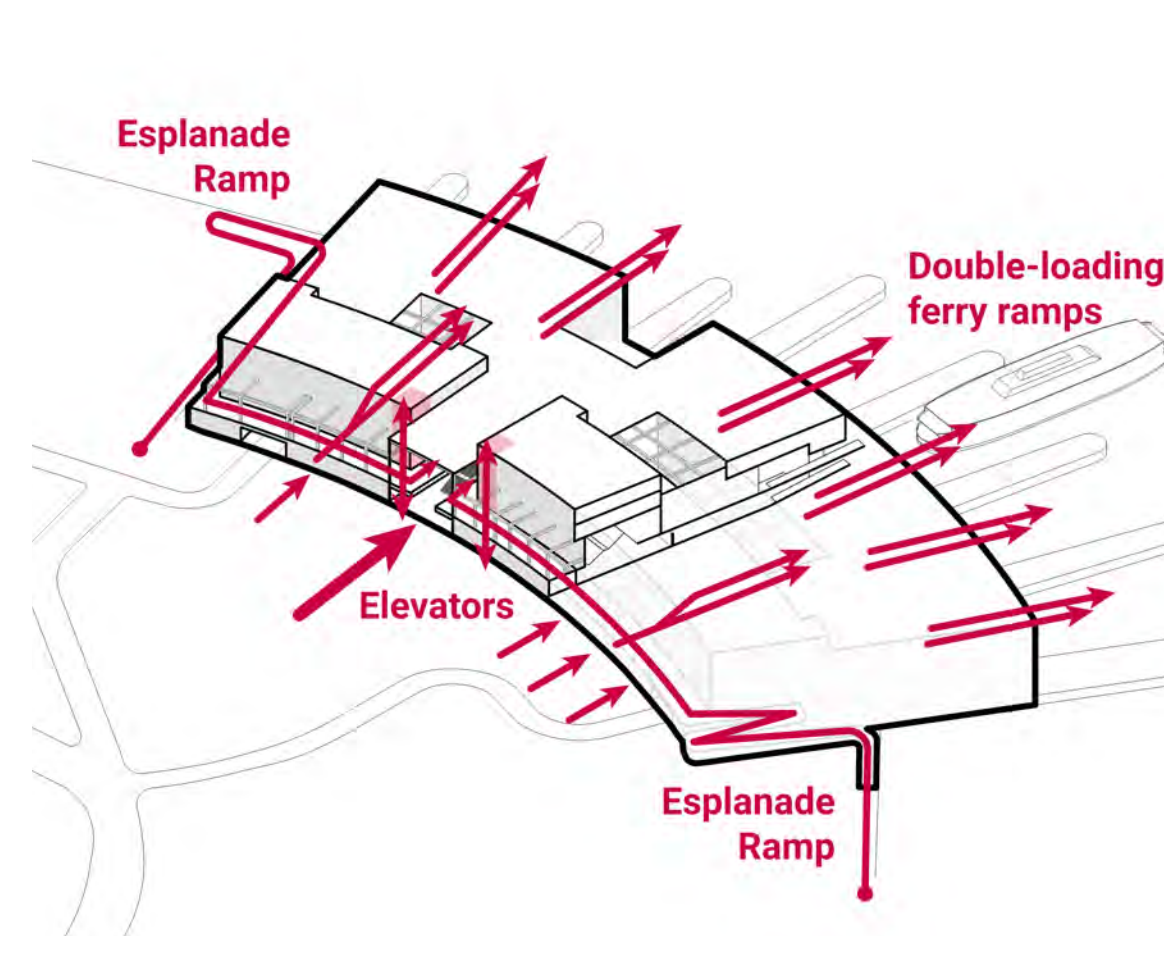 Esplanade
Ramp
Double-loading
ferry ramps
Elevators
Esplanade
Ramp